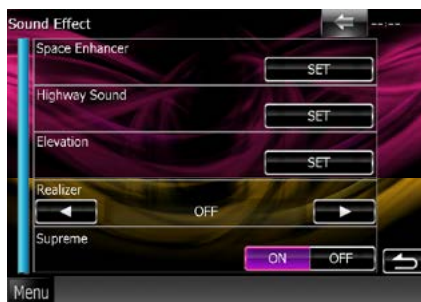 Sound Effect --:--
Space Enhancer
SET
Highway Sound
SET
Elevation
SET
Realizer
OFF
Supreme
ON OFF
Menu